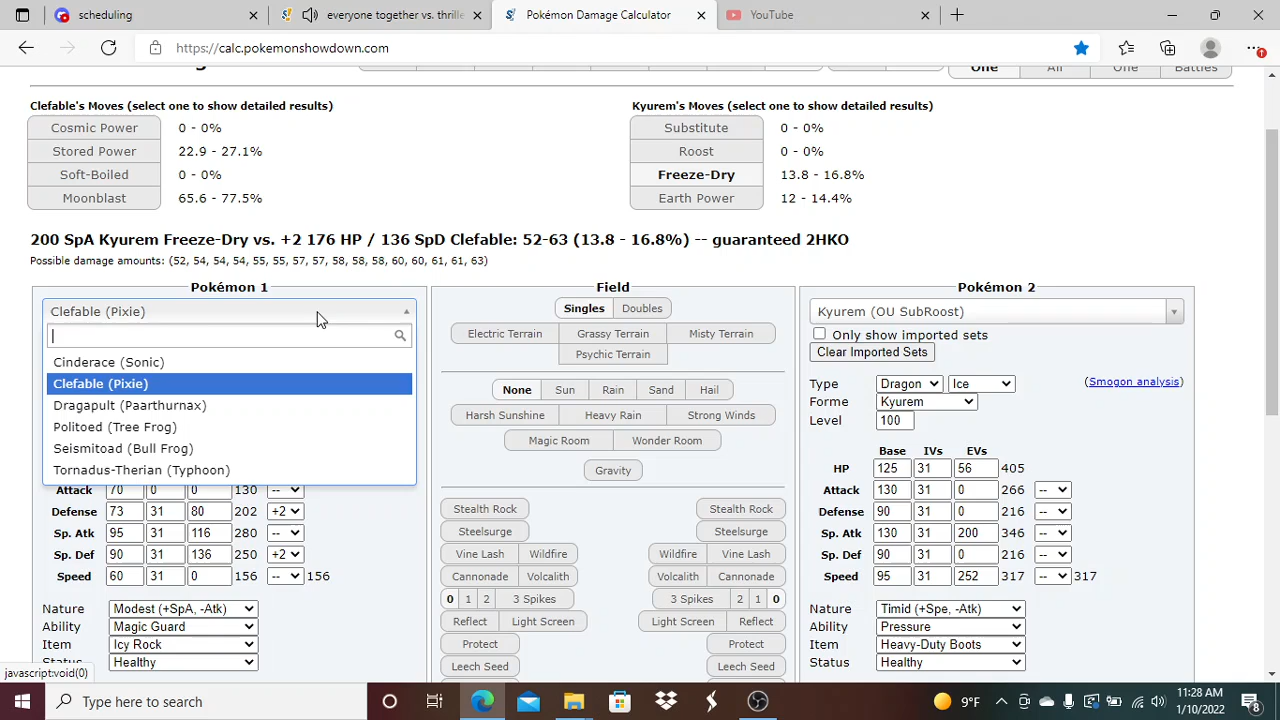 scheduling
everyone together vs. thrille
Pokémon Damage Calculator
YouTube
https://calc.pokemonshowdown.com
One All One Battles
Clefable's Moves (select one to show detailed results)
Cosmic Power 0 - 0%
Stored Power 22.9 - 27.1%
Soft-Boiled 0 - 0%
Moonblast 65.6 - 77.5%
Kyurem's Moves (select one to show detailed results)
Substitute 0 - 0%
Roost 0 - 0%
Freeze-Dry 13.8 - 16.8%
Earth Power 12 - 14.4%
200 SpA Kyurem Freeze-Dry vs. +2 176 HP / 136 SpD Clefable: 52-63 (13.8 - 16.8%) -- guaranteed 2HKO
Possible damage amounts: (52, 54, 54, 54, 55, 55, 57, 57, 58, 58, 58, 60, 60, 61, 61, 63)
Pokémon 1
Clefable (Pixie)
Cinderace (Sonic)
Clefable (Pixie)
Dragapult (Paarthurnax)
Politoed (Tree Frog)
Seismitoad (Bull Frog)
Tornadus-Therian (Typhoon)
Attack 70 0 0 130 --
Defense 73 31 80 202 +2
Sp. Atk 95 31 116 280 --
Sp. Def 90 31 136 250 +2
Speed 60 31 0 156 -- 156
Nature Modest (+SpA, -Atk)
Ability Magic Guard
Item Icy Rock
Status Healthy
Field
Singles Doubles
Electric Terrain Grassy Terrain Misty Terrain
Psychic Terrain
None Sun Rain Sand Hail
Harsh Sunshine Heavy Rain Strong Winds
Magic Room Wonder Room
Gravity
Stealth Rock Stealth Rock
Steelsurge Steelsurge
Vine Lash Wildfire Wildfire Vine Lash
Cannonade Volcalith Volcalith Cannonade
0 1 2 3 Spikes 3 Spikes 2 1 0
Reflect Light Screen Light Screen Reflect
Protect Protect
Leech Seed Leech Seed
Pokémon 2
Kyurem (OU SubRoost)
Only show imported sets
Clear Imported Sets
Type Dragon Ice (Smogon analysis)
Forme Kyurem
Level 100
Base IVs EVs
HP 125 31 56 405
Attack 130 31 0 266 --
Defense 90 31 0 216 --
Sp. Atk 130 31 200 346 --
Sp. Def 90 31 0 216 --
Speed 95 31 252 317 -- 317
Nature Timid (+Spe, -Atk)
Ability Pressure
Item Heavy-Duty Boots
Status Healthy
javascript:void(0)
Type here to search
9°F
11:28 AM
1/10/2022
8